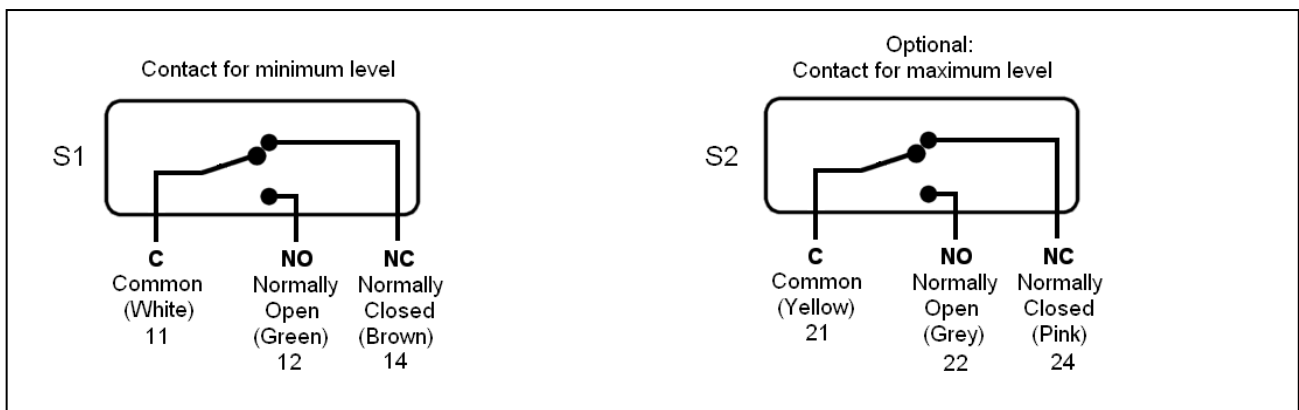 Contact for minimum level
S1
C
Common
(White)
11
NO
Normally
Open
(Green)
12
NC
Normally
Closed
(Brown)
14
Optional:
Contact for maximum level
S2
C
Common
(Yellow)
21
NO
Normally
Open
(Grey)
22
NC
Normally
Closed
(Pink)
24